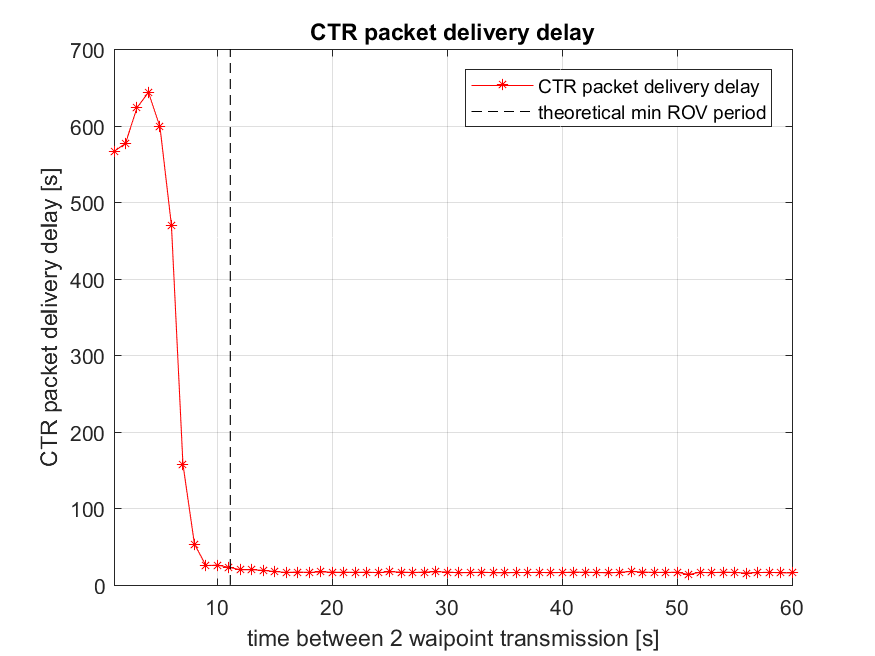 CTR packet delivery delay
700
600
500
400
300
200
100
0
CTR packet delivery delay [s]
CTR packet delivery delay
theoretical min ROV period
10
20
30
40
50
60
time between 2 waipoint transmission [s]